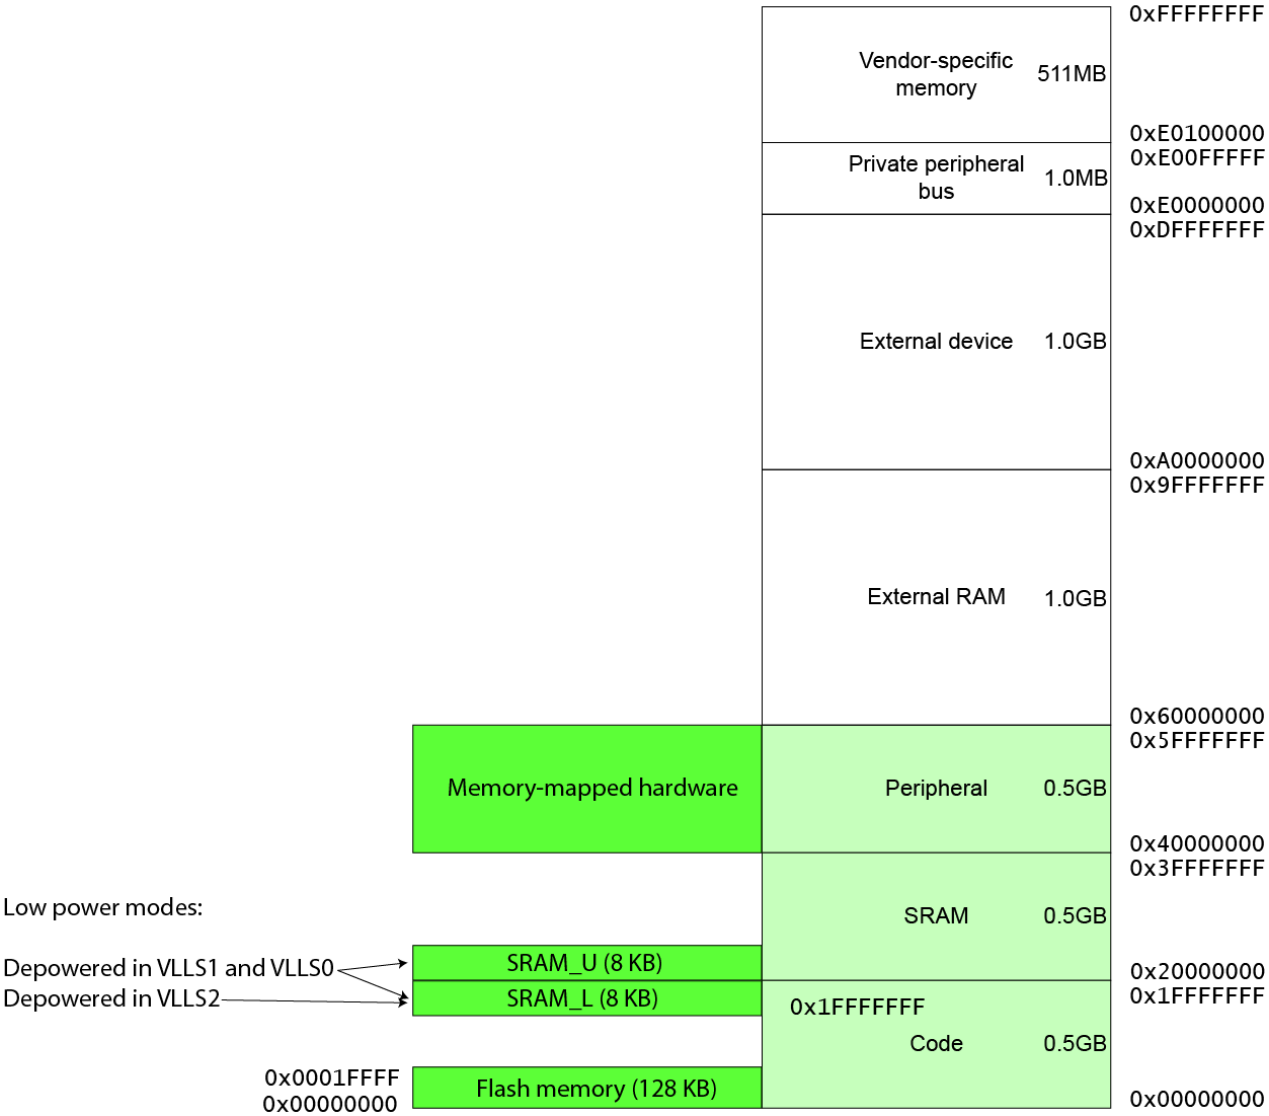 0xFFFFFFFF
Vendor-specific
memory
511MB
0xE0100000
0xE00FFFFF
Private peripheral
bus
1.0MB
0xE0000000
0xDFFFFFFF
External device
1.0GB
0xA0000000
0x9FFFFFFF
External RAM
1.0GB
0x60000000
0x5FFFFFFF
Memory-mapped hardware
Peripheral
0.5GB
0x40000000
0x3FFFFFFF
Low power modes:
SRAM
0.5GB
Depowered in VLLS1 and VLLS0
SRAM_U (8 KB)
0x20000000
Depowered in VLLS2
SRAM_L (8 KB)
0x1FFFFFFF
0x1FFFFFFF
Code
0.5GB
0x0001FFFF
Flash memory (128 KB)
0x00000000
0x00000000